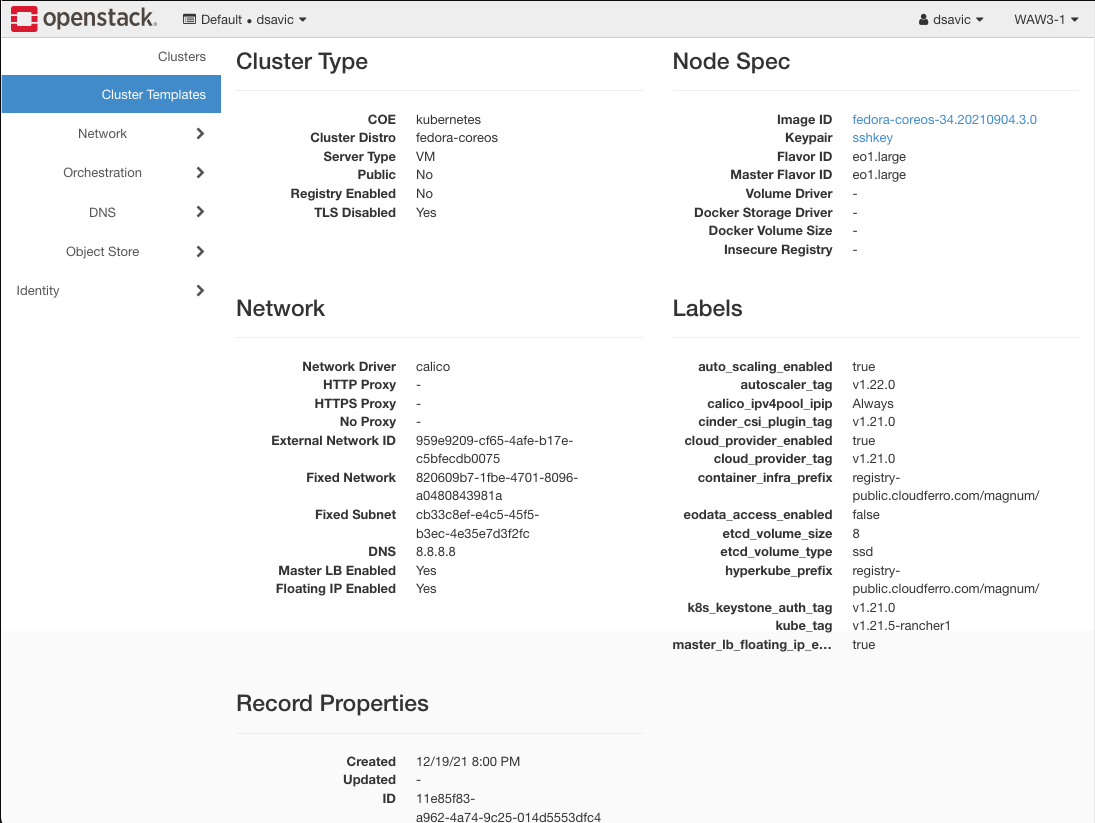 openstack. Default • dsavic dsavic WAW3-1
Clusters
Cluster Templates
Network
Orchestration
DNS
Object Store
Identity
Cluster Type
COE kubernetes
Cluster Distro fedora-coreos
Server Type VM
Public No
Registry Enabled No
TLS Disabled Yes
Node Spec
Image ID fedora-coreos-34.20210904.3.0
Keypair sshkey
Flavor ID eo1.large
Master Flavor ID eo1.large
Volume Driver -
Docker Storage Driver -
Docker Volume Size -
Insecure Registry -
Network
Network Driver calico
HTTP Proxy -
HTTPS Proxy -
No Proxy -
External Network ID 959e9209-cf65-4afe-b17e-
c5bfecdb0075
Fixed Network 820609b7-1fbe-4701-8096-
a0480843981a
Fixed Subnet cb33c8ef-e4c5-45f5-
b3ec-4e35e7d3f2fc
DNS 8.8.8.8
Master LB Enabled Yes
Floating IP Enabled Yes
Labels
auto_scaling_enabled true
autoscaler_tag v1.22.0
calico_ipv4pool_ipip Always
cinder_csi_plugin_tag v1.21.0
cloud_provider_enabled true
cloud_provider_tag v1.21.0
container_infra_prefix registry-
public.cloudferro.com/magnum/
eodata_access_enabled false
etcd_volume_size 8
etcd_volume_type ssd
hyperkube_prefix registry-
public.cloudferro.com/magnum/
k8s_keystone_auth_tag v1.21.0
kube_tag v1.21.5-rancher1
master_lb_floating_ip_e... true
Record Properties
Created 12/19/21 8:00 PM
Updated -
ID 11e85f83-
a962-4a74-9c25-014d5553dfc4